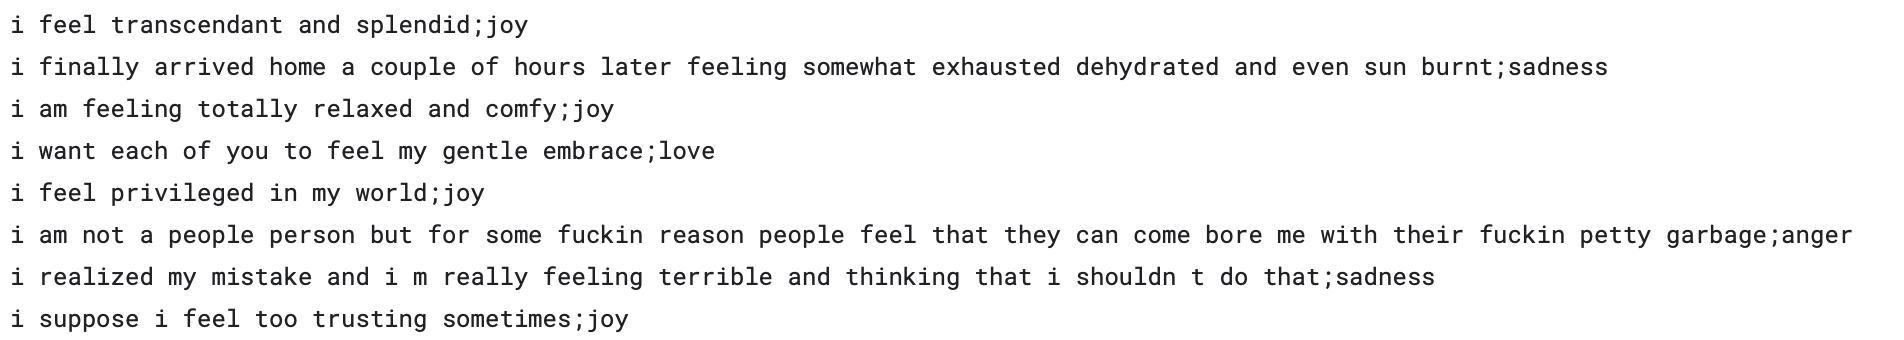 i feel transcendant and splendid;joy
i finally arrived home a couple of hours later feeling somewhat exhausted dehydrated and even sun burnt;sadness
i am feeling totally relaxed and comfy;joy
i want each of you to feel my gentle embrace;love
i feel privileged in my world;joy
i am not a people person but for some fuckin reason people feel that they can come bore me with their fuckin petty garbage;anger
i realized my mistake and i m really feeling terrible and thinking that i shouldn t do that;sadness
i suppose i feel too trusting sometimes;joy